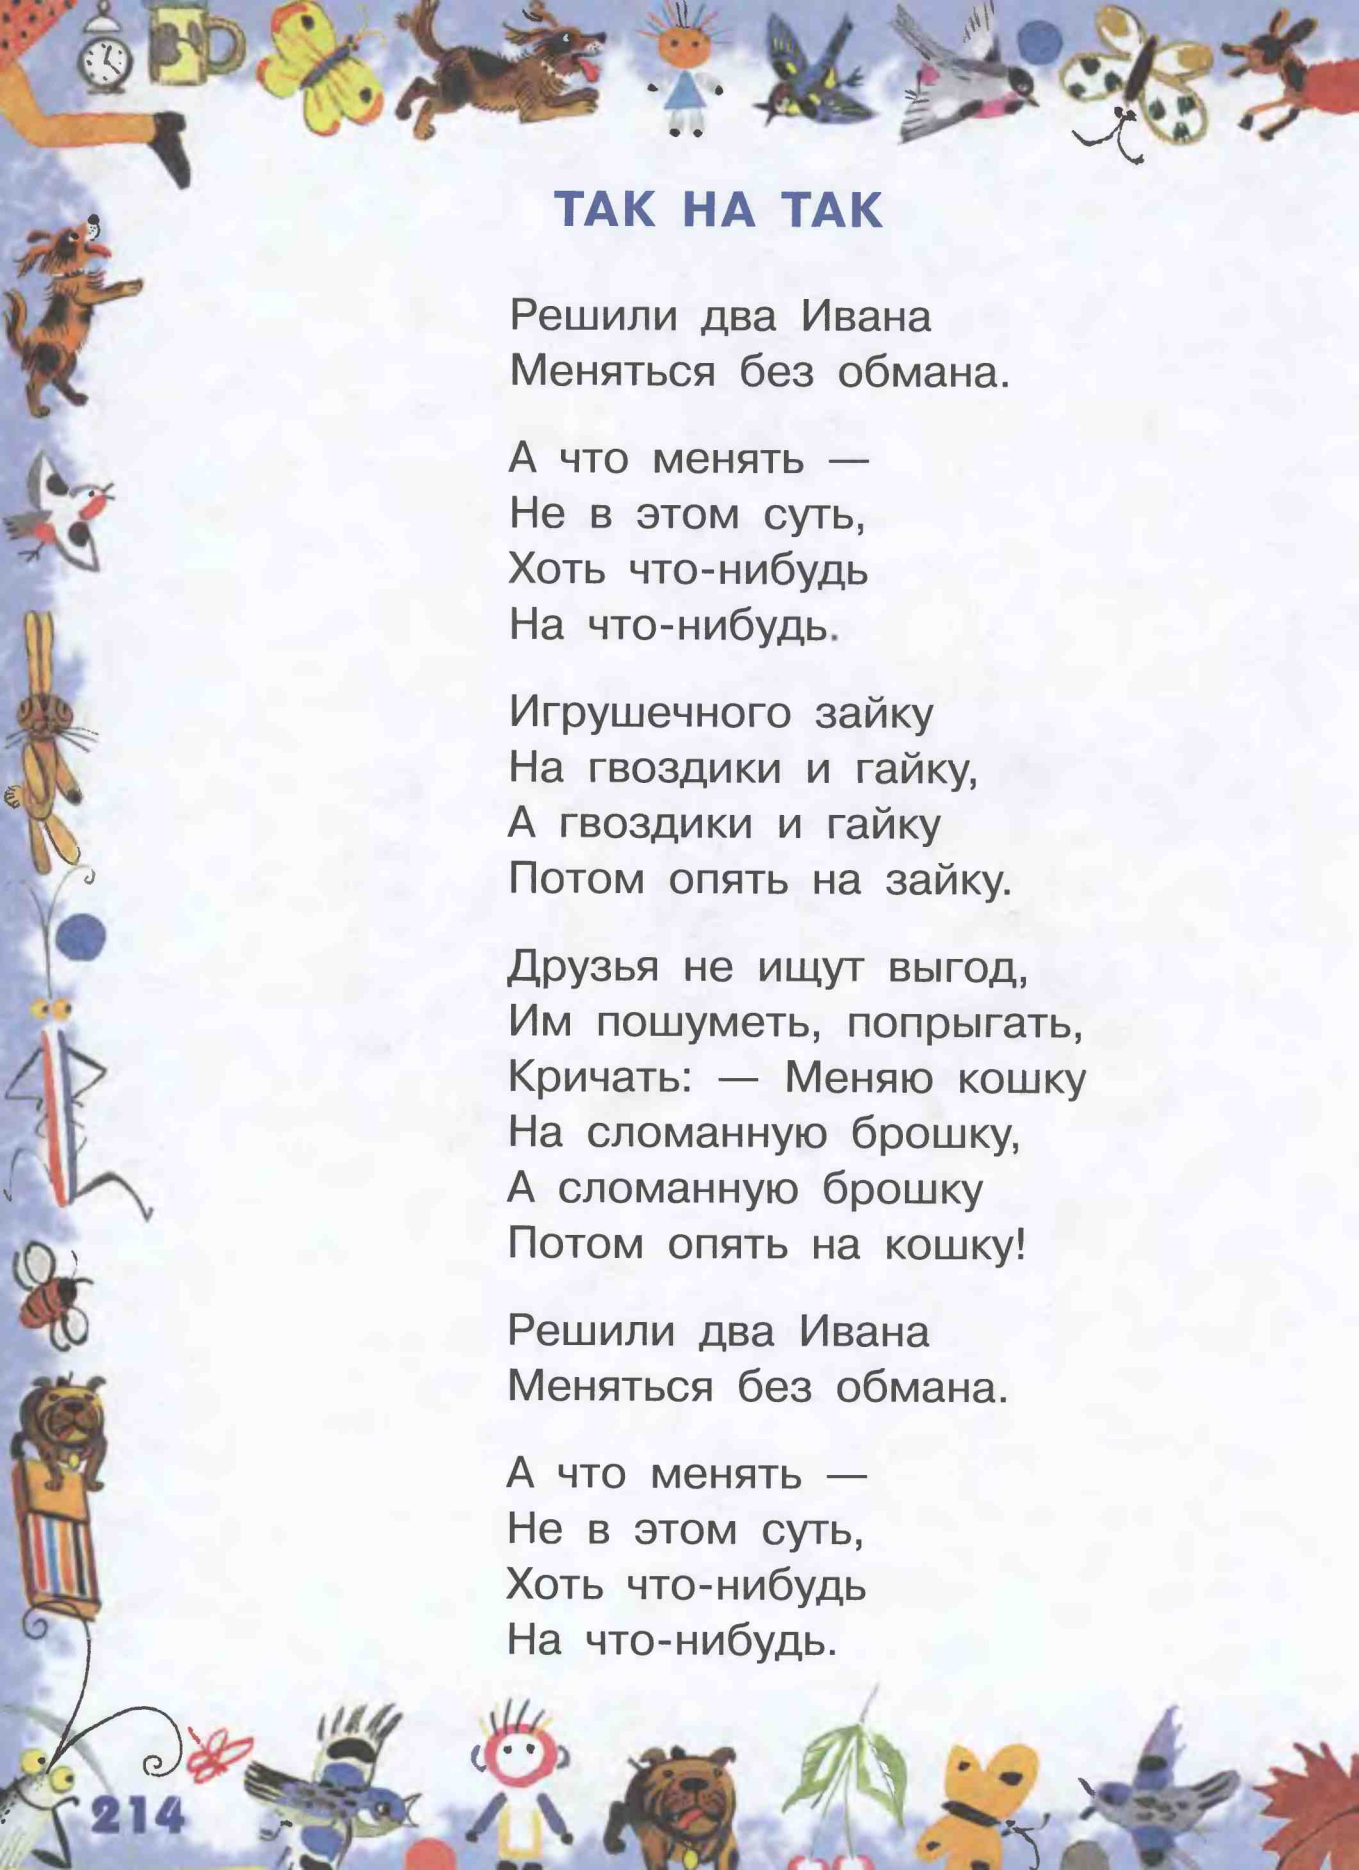 ТАК НА ТАК
Решили два Ивана
Меняться без обмана.
А что менять —
Не в этом суть,
Хоть что-нибудь
На что-нибудь.
Игрушечного зайку
На гвоздики и гайку,
А гвоздики и гайку
Потом опять на зайку.
Друзья не ищут выгод,
Им пошуметь, попрыгать,
Кричать: — Меняю кошку
На сломанную брошку,
А сломанную брошку
Потом опять на кошку!
Решили два Ивана
Меняться без обмана.
А что менять —
Не в этом суть,
Хоть что-нибудь
На что-нибудь.
214